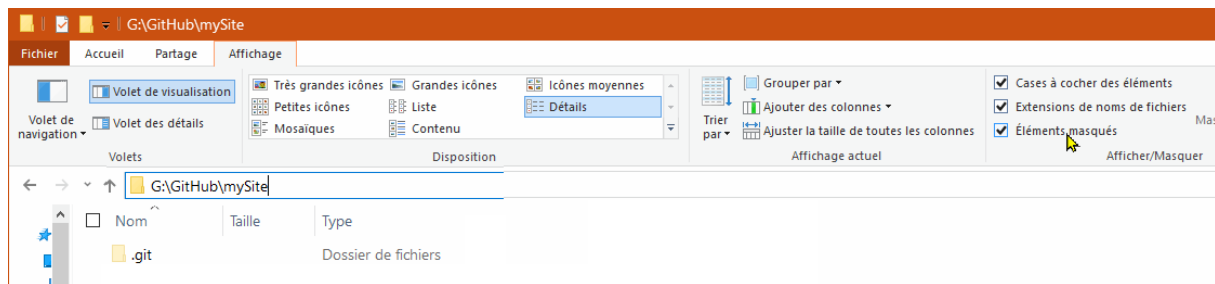 G:\GitHub\mySite
Fichier Accueil Partage Affichage
Volet de navigation
Volet de visualisation
Volet des détails
Volets
Très grandes icônes Grandes icônes Icônes moyennes
Petites icônes Liste Détails
Mosaïques Contenu
Disposition
Trier par
Grouper par
Ajouter des colonnes
Ajuster la taille de toutes les colonnes
Affichage actuel
Cases à cocher des éléments
Extensions de noms de fichiers
Éléments masqués
Mas
Afficher/Masquer
G:\GitHub\mySite
Nom Taille Type
.git Dossier de fichiers